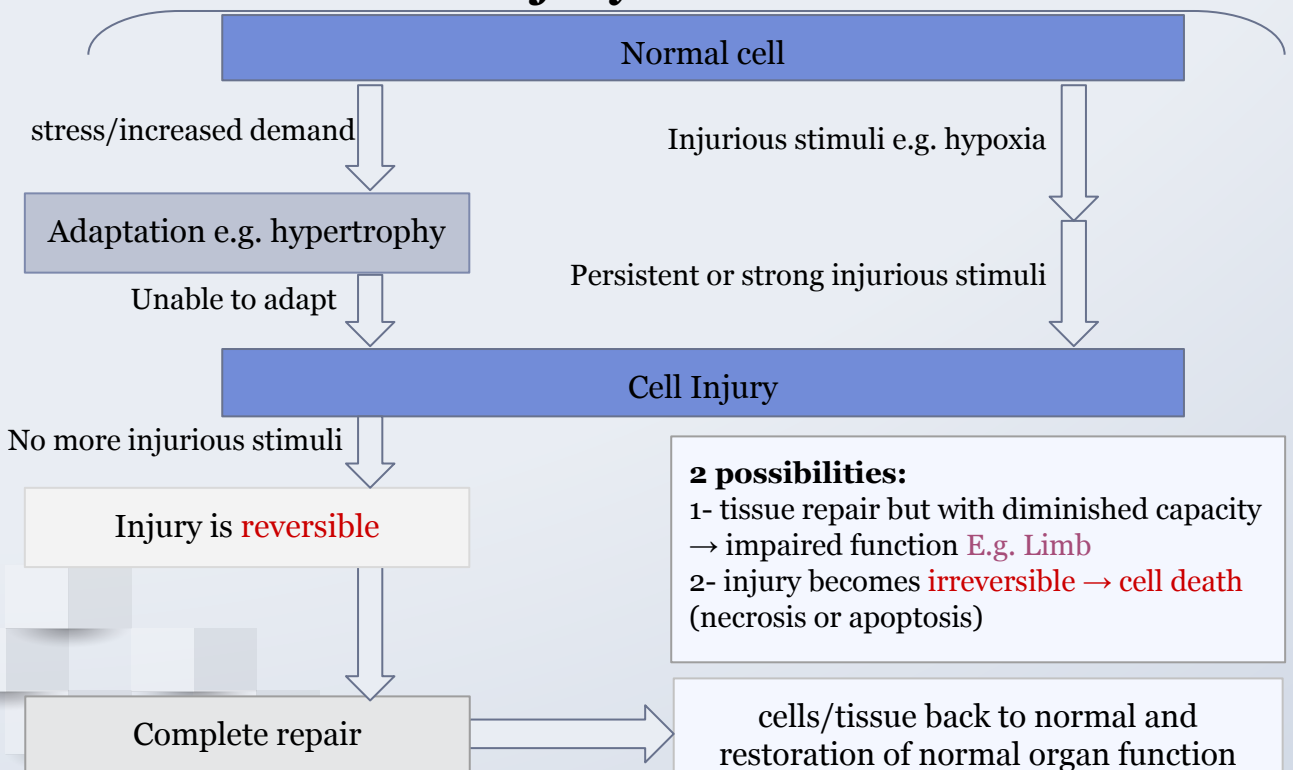 Normal cell
stress/increased demand
Injurious stimuli e.g. hypoxia
Adaptation e.g. hypertrophy
Persistent or strong injurious stimuli
Unable to adapt
Cell Injury
No more injurious stimuli
Injury is reversible
2 possibilities:
1- tissue repair but with diminished capacity
→ impaired function E.g. Limb
2- injury becomes irreversible → cell death
(necrosis or apoptosis)
Complete repair
cells/tissue back to normal and
restoration of normal organ function